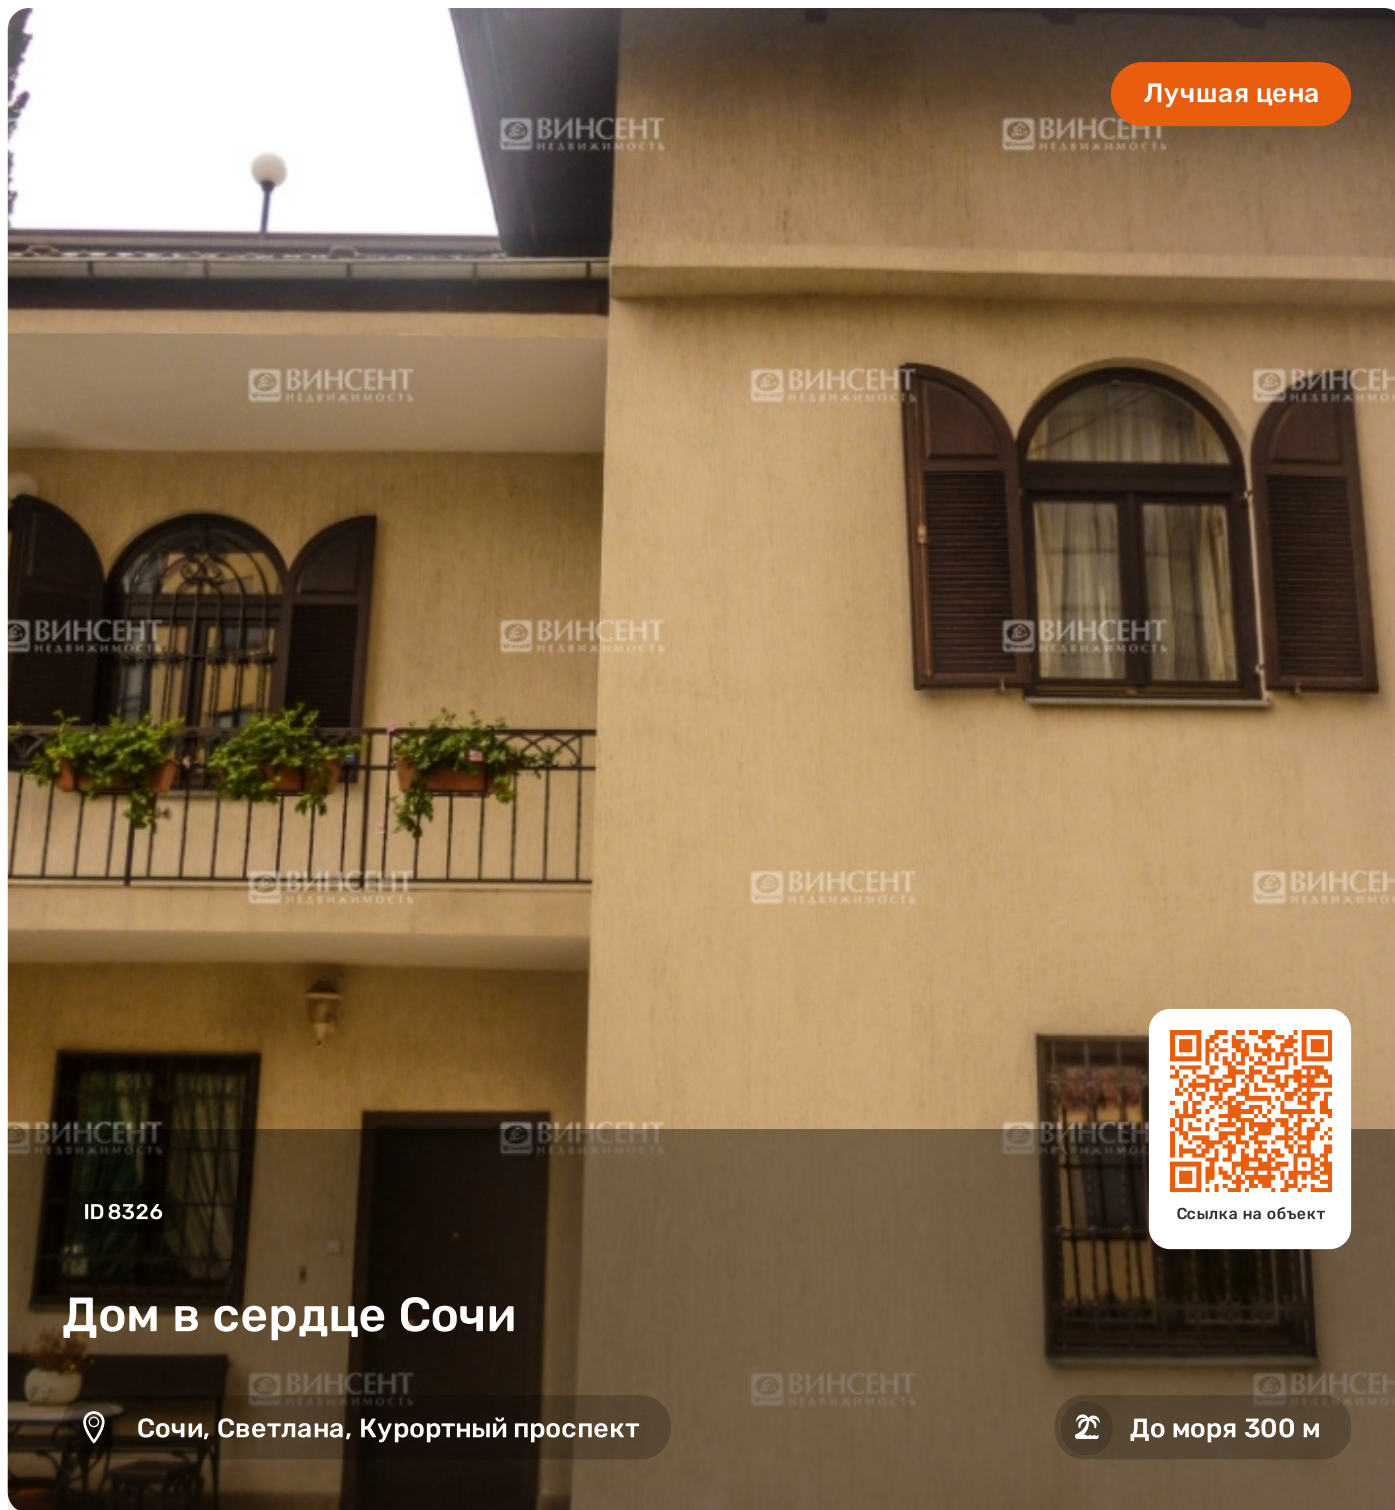 Лучшая цена
ВИНСЕНТ
НЕДВИЖИМОСТЬ
ID 8326
Ссылка на объект
Дом в сердце Сочи
Сочи, Светлана, Курортный проспект
До моря 300 м